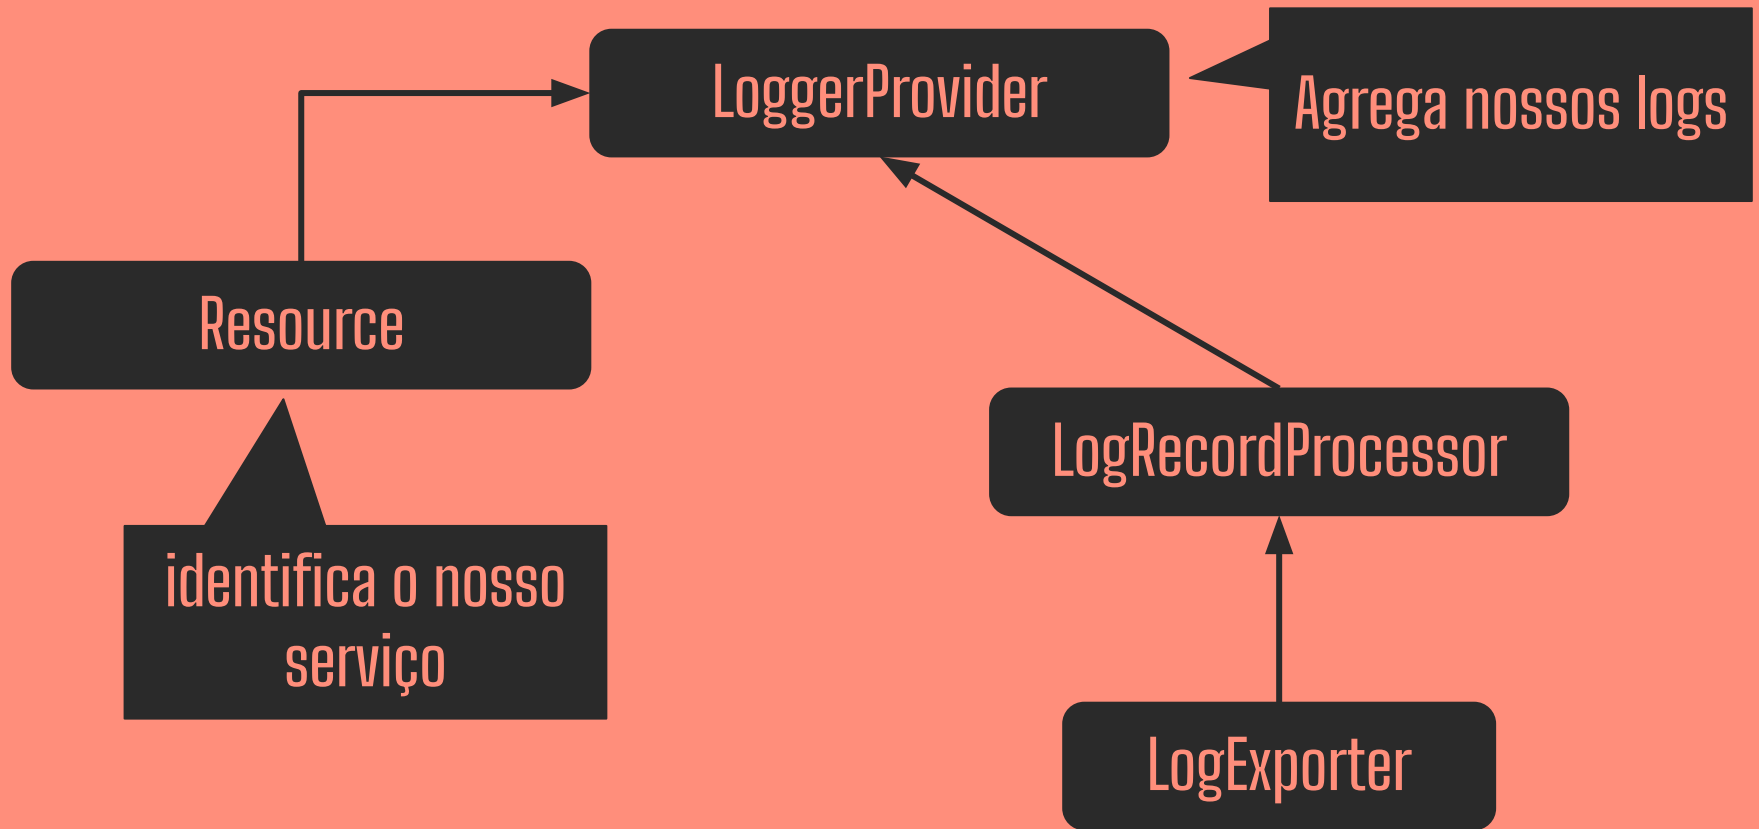 LoggerProvider
Agrega nossos logs
Resource
LogRecordProcessor
identifica o nosso
serviço
LogExporter